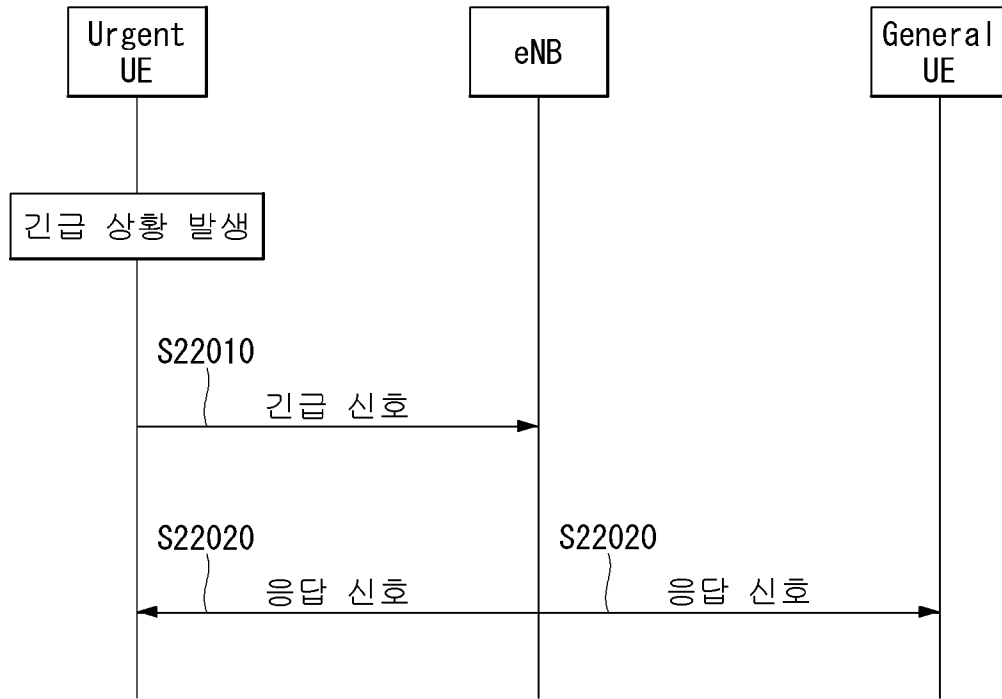 Urgent
UE
eNB
General
UE
긴급 상황 발생
S22010
긴급 신호
S22020
응답 신호
S22020
응답 신호